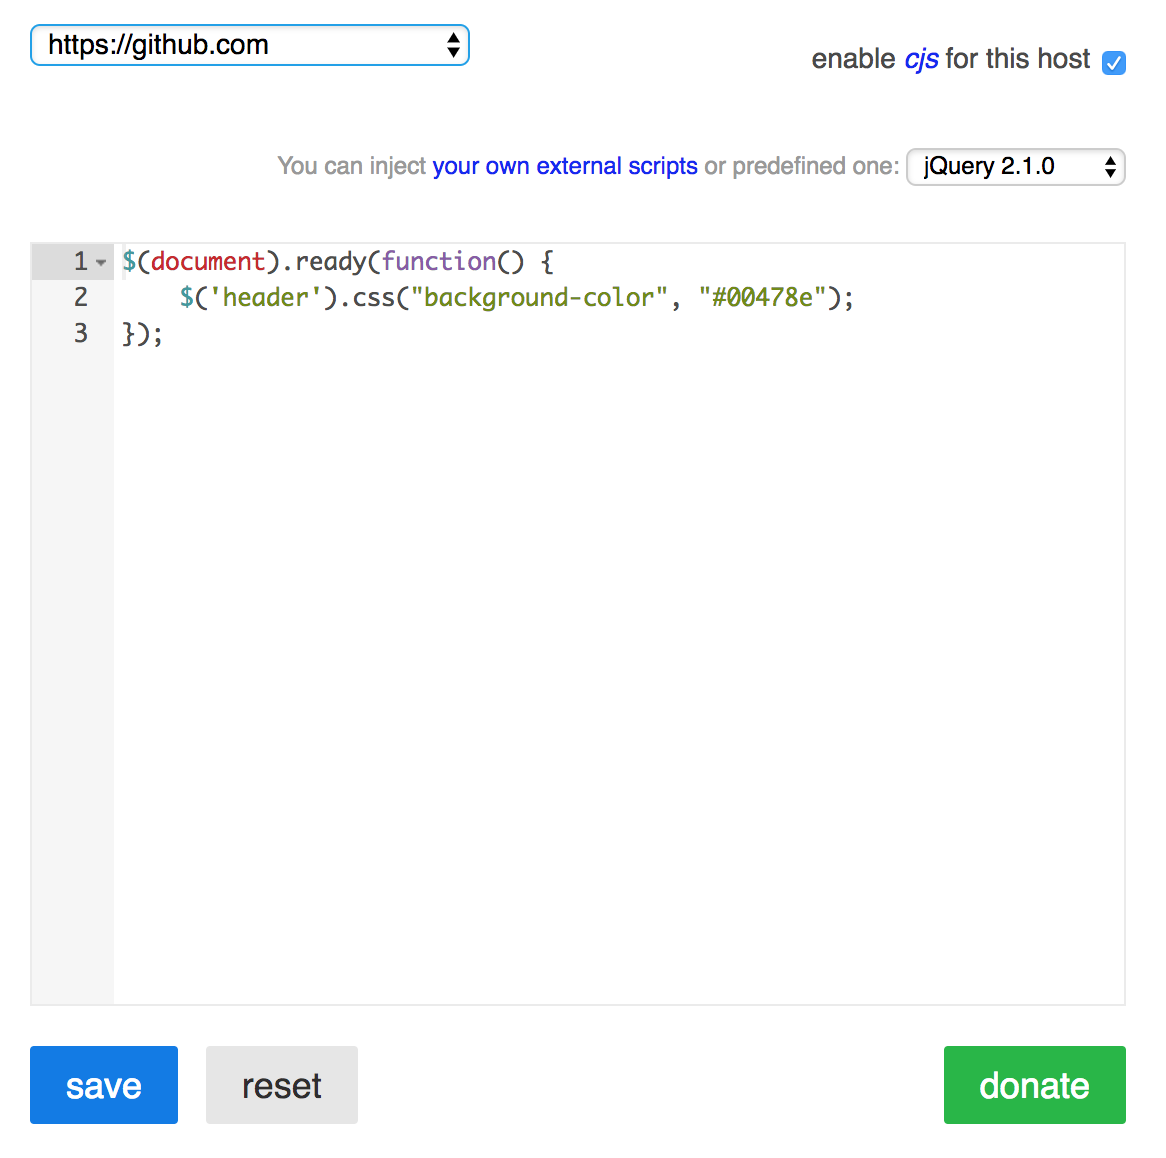 https://github.com
enable cjs for this host
You can inject your own external scripts or predefined one: jQuery 2.1.0
1 $(document).ready(function() {
2     $('header').css("background-color", "#00478e");
3 });
save reset donate